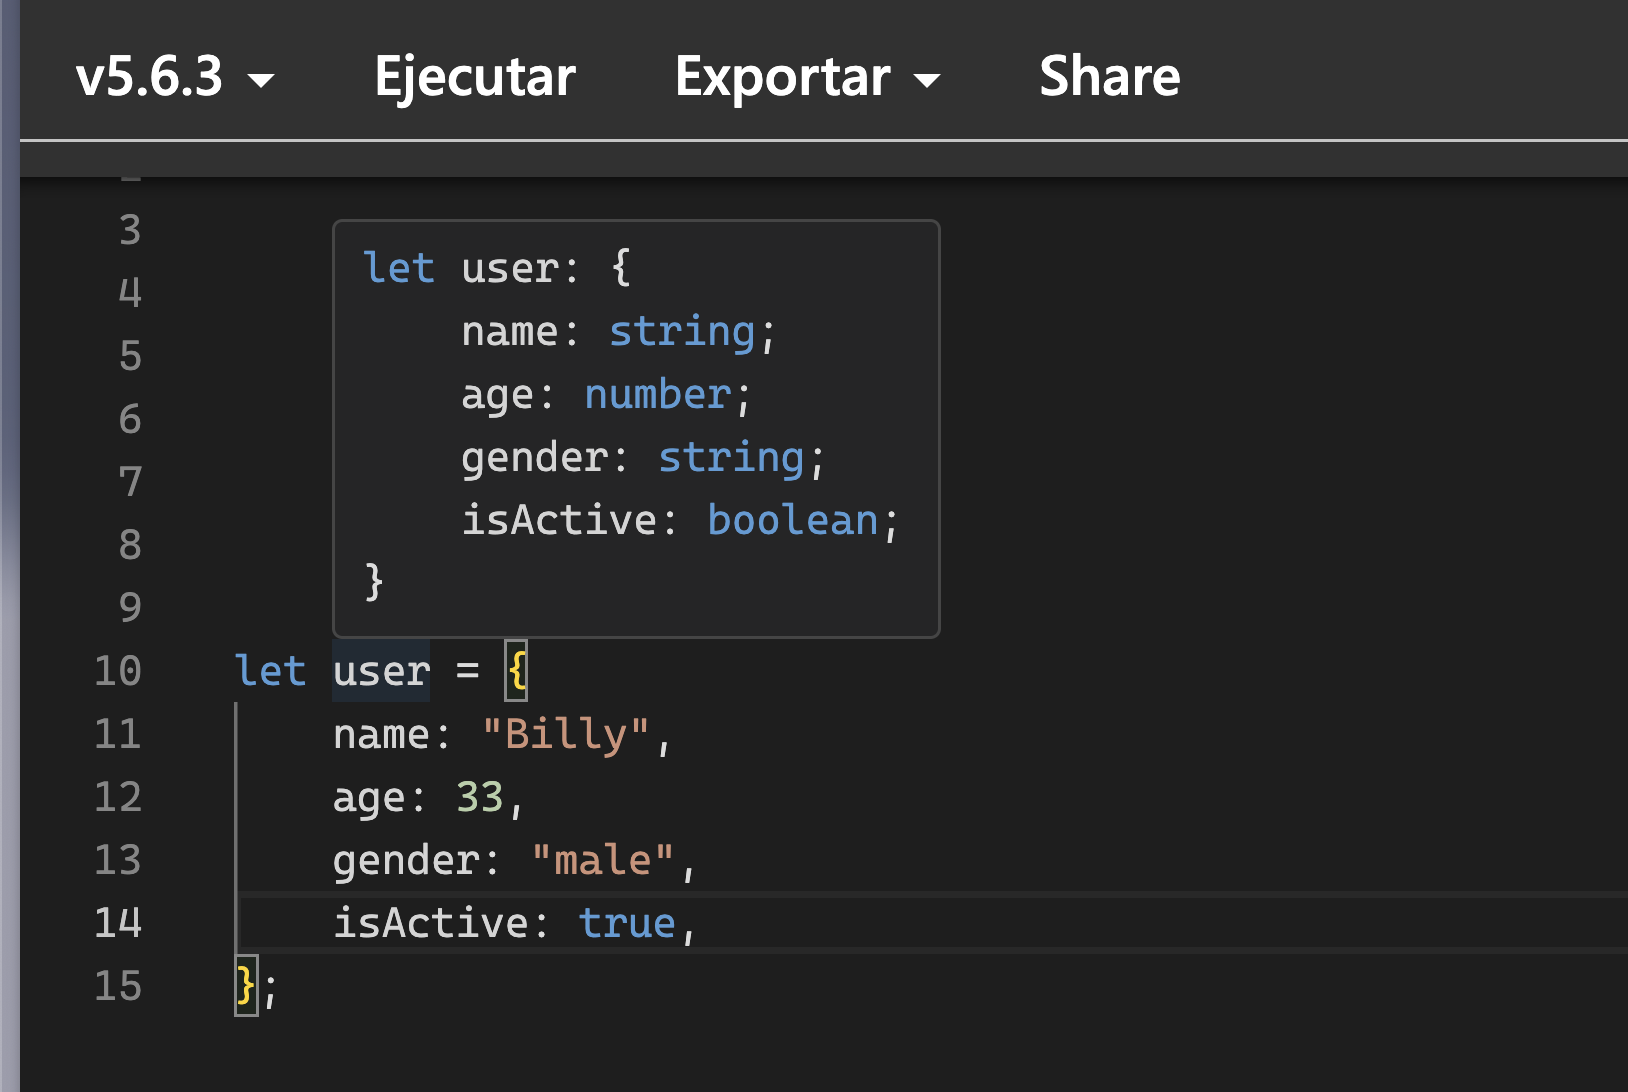 v5.6.3 Ejecutar Exportar Share
3
4
5
6
7
8
9
let user: {
    name: string;
    age: number;
    gender: string;
    isActive: boolean;
}
10 let user = {
11     name: "Billy",
12     age: 33,
13     gender: "male",
14     isActive: true,
15 };